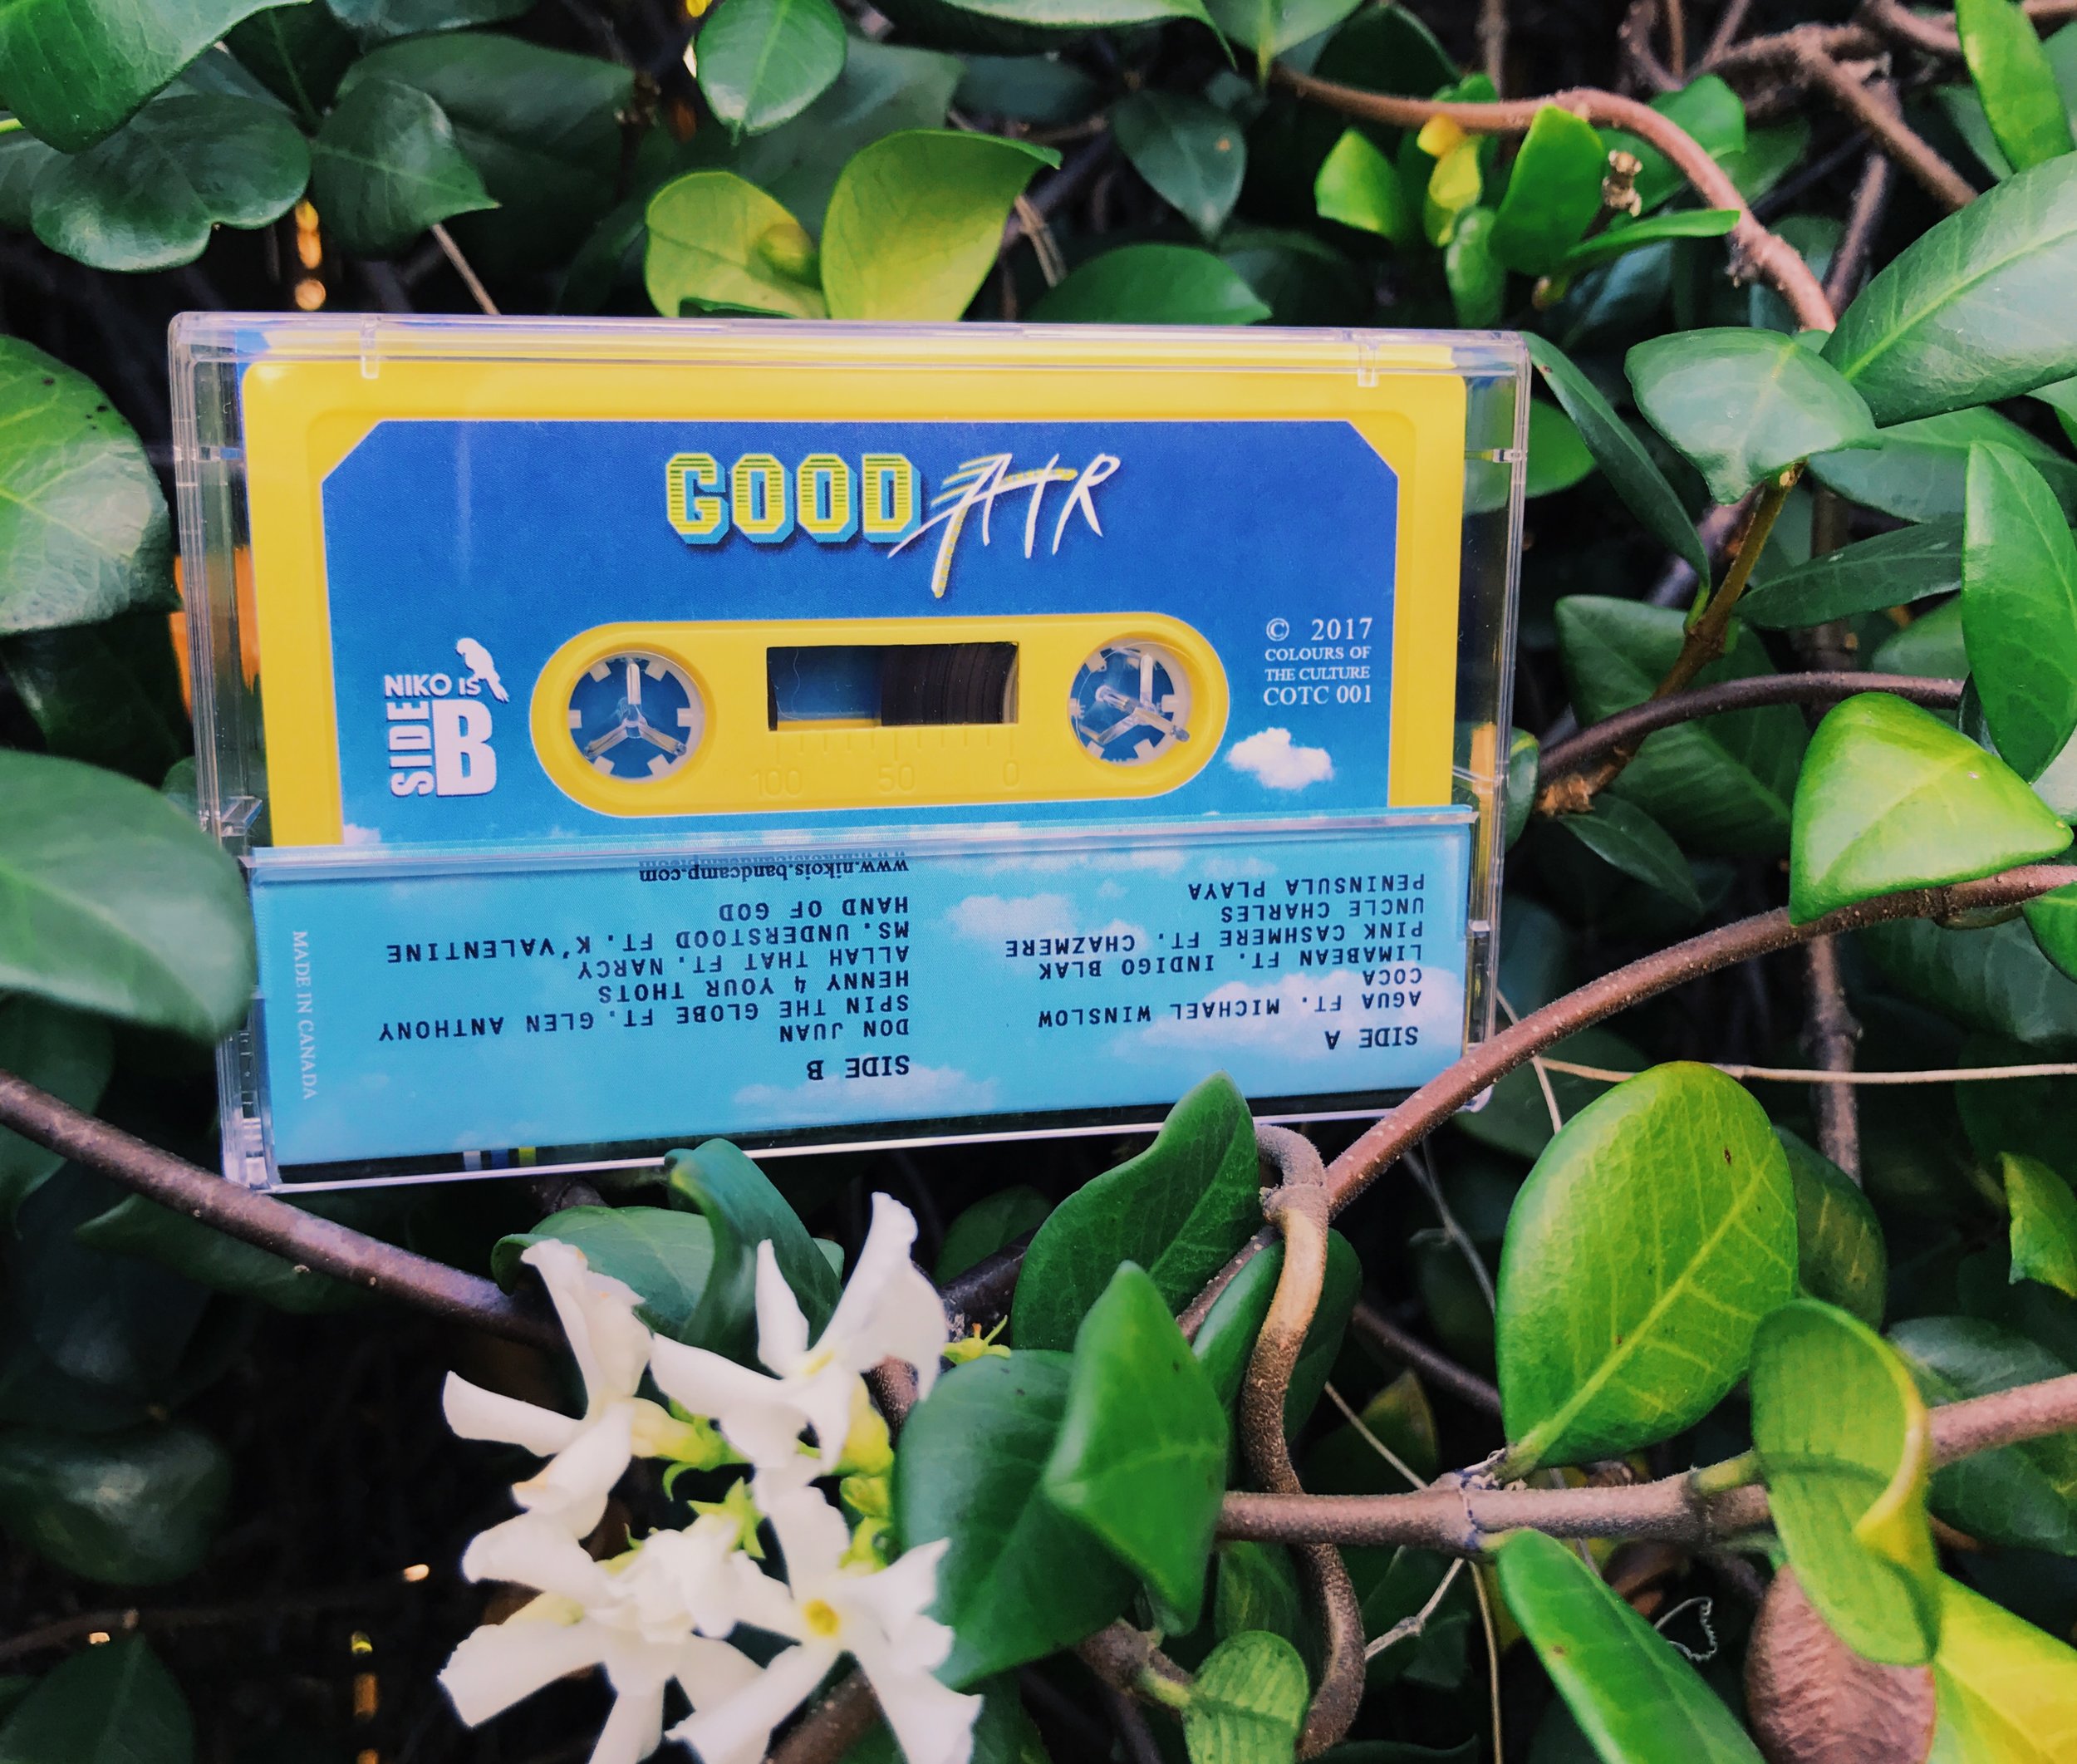 GOOD AIR
NIKO IS
SIDE B
© 2017
COLOURS OF
THE CULTURE
COTC 001
100 50 0
SIDE A
AGUA FT. MICHAEL WINSLOW
COCA
LIMABEAN FT. INDIGO BLAK
PINK CASHMERE FT. CHAZMERE
UNCLE CHARLES
PENINSULA PLAYA
SIDE B
DON JUAN
SPIN THE GLOBE FT. GLEN ANTHONY
HENNY 4 YOUR THOTS
ALLAH THAT FT. NARCY
MS. UNDERSTOOD FT. K'VALENTINE
HAND OF GOD
www.nikois.bandcamp.com
MADE IN CANADA